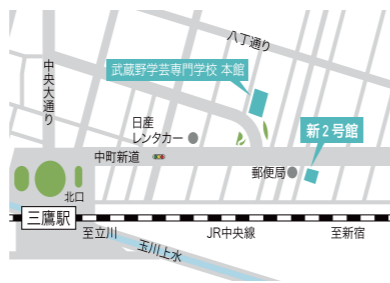 八丁通り
中央大通り
武蔵野学芸専門学校 本館
日産
レンタカー
新2号館
中町新道
郵便局
北口
三鷹駅
至立川
JR中央線
至新宿
玉川上水